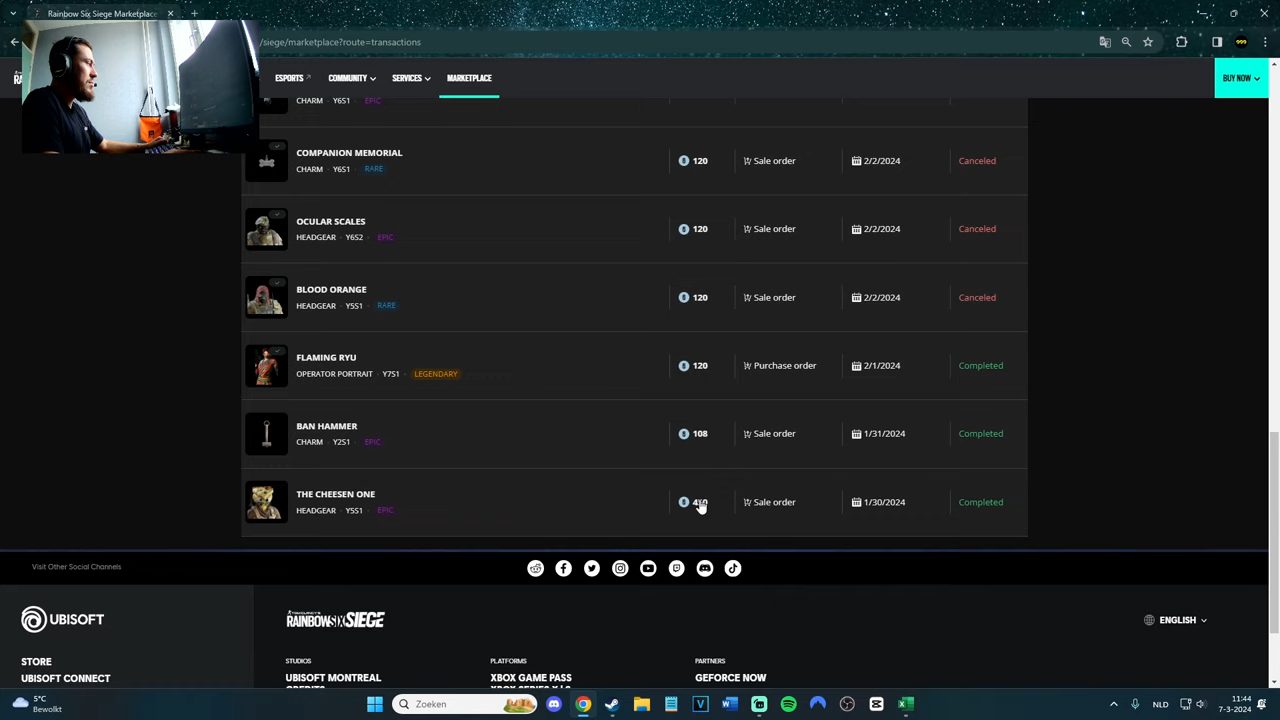 Rainbow Six Siege Marketplace
/siege/marketplace?route=transactions
ESPORTS COMMUNITY SERVICES MARKETPLACE BUY NOW
CHARM Y6S1 EPIC
COMPANION MEMORIAL
CHARM Y6S1 RARE
120 Sale order 2/2/2024 Canceled
OCULAR SCALES
HEADGEAR Y6S2 EPIC
120 Sale order 2/2/2024 Canceled
BLOOD ORANGE
HEADGEAR Y5S1 RARE
120 Sale order 2/2/2024 Canceled
FLAMING RYU
OPERATOR PORTRAIT Y7S1 LEGENDARY
120 Purchase order 2/1/2024 Completed
BAN HAMMER
CHARM Y2S1 EPIC
108 Sale order 1/31/2024 Completed
THE CHEESEN ONE
HEADGEAR Y5S1 EPIC
Sale order 1/30/2024 Completed
Visit Other Social Channels
UBISOFT
TOM CLANCY'S
RAINBOWSIX SIEGE
ENGLISH
STORE
UBISOFT CONNECT
STUDIOS
UBISOFT MONTREAL
PLATFORMS
XBOX GAME PASS
PARTNERS
GEFORCE NOW
5°C
Bewolkt
Zoeken
NLD
11:44
7-3-2024